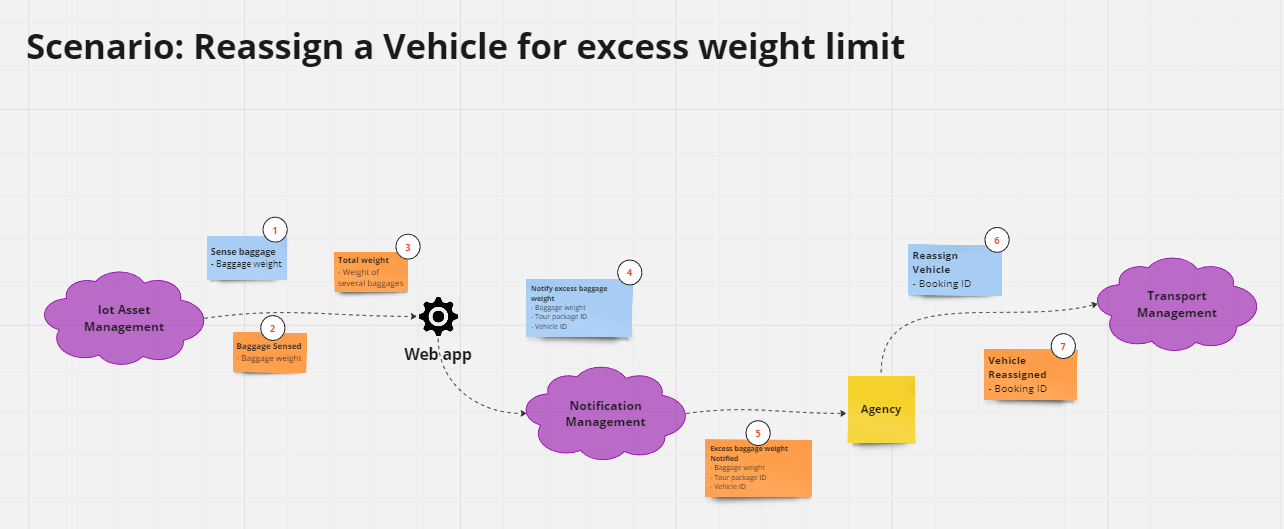 Scenario: Reassign a Vehicle for excess weight limit
1
Sense baggage
- Baggage weight
3
Total weight
- Weight of
several baggages
Iot Asset
Management
2
Baggage Sensed
- Baggage weight
Web app
4
Notify excess baggage
weight
- Baggage weight
- Tour package ID
- Vehicle ID
Notification
Management
5
Excess baggage weight
Notified
- Baggage weight
- Tour package ID
- Vehicle ID
Agency
6
Reassign
Vehicle
- Booking ID
Transport
Management
7
Vehicle
Reassigned
- Booking ID